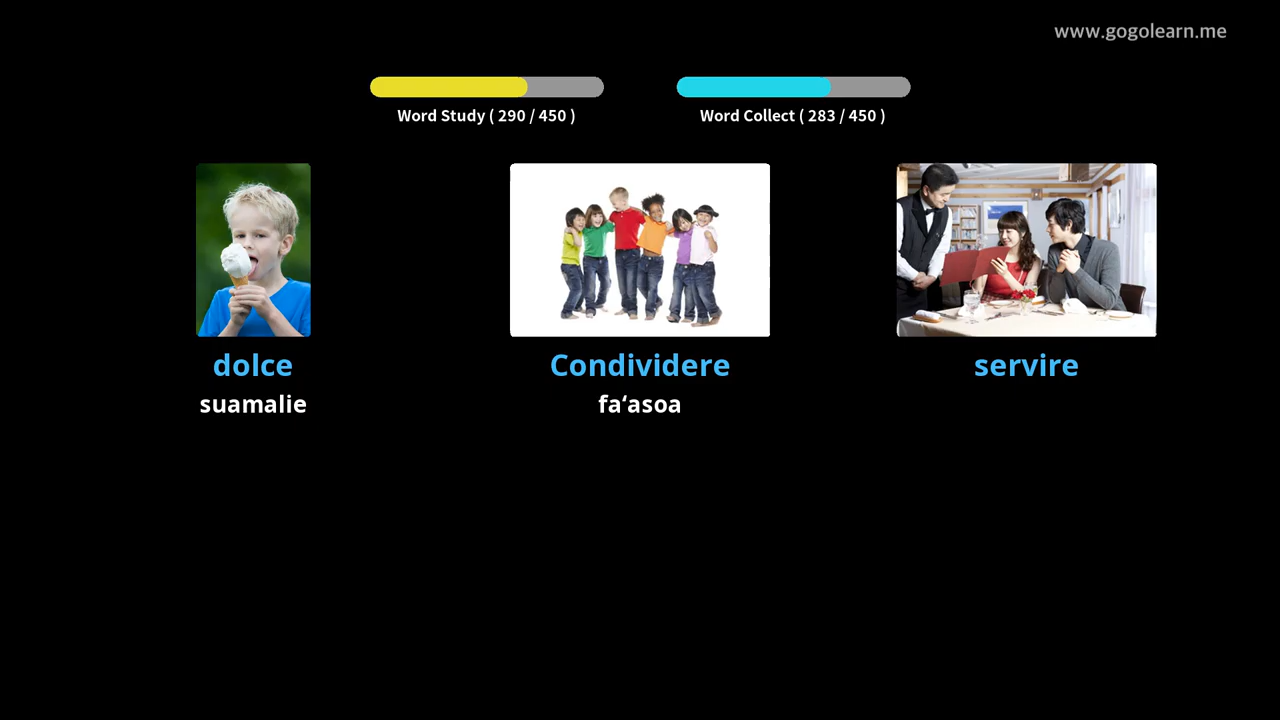 www.gogolearn.me
Word Study ( 290 / 450 )
Word Collect ( 283 / 450 )
dolce
Condividere
servire
suamalie
fa‘asoa